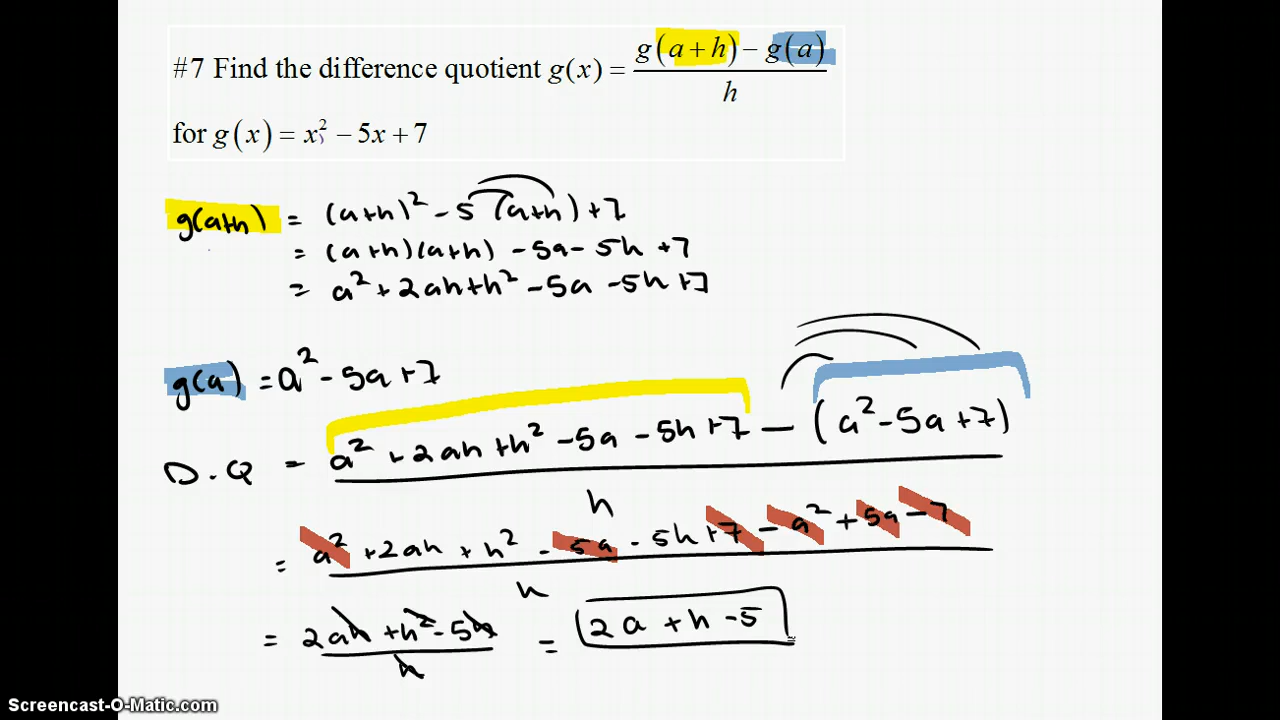 #7 Find the difference quotient g(x) = (g(a+h) − g(a))/h
for g(x) = x² − 5x + 7
g(a+h) = (a+h)² - 5 (a+h) + 7
= (a+h)(a+h) - 5a - 5h + 7
= a² + 2ah + h² - 5a - 5h + 7
g(a) = a² - 5a + 7
D.Q = a² + 2ah + h² - 5a - 5h + 7 - (a² - 5a + 7)
h
= a² + 2ah + h² - 5a - 5h + 7 - a² + 5a - 7
h
= (2ah + h² - 5h)/h = 2a + h - 5
Screencast-O-Matic.com